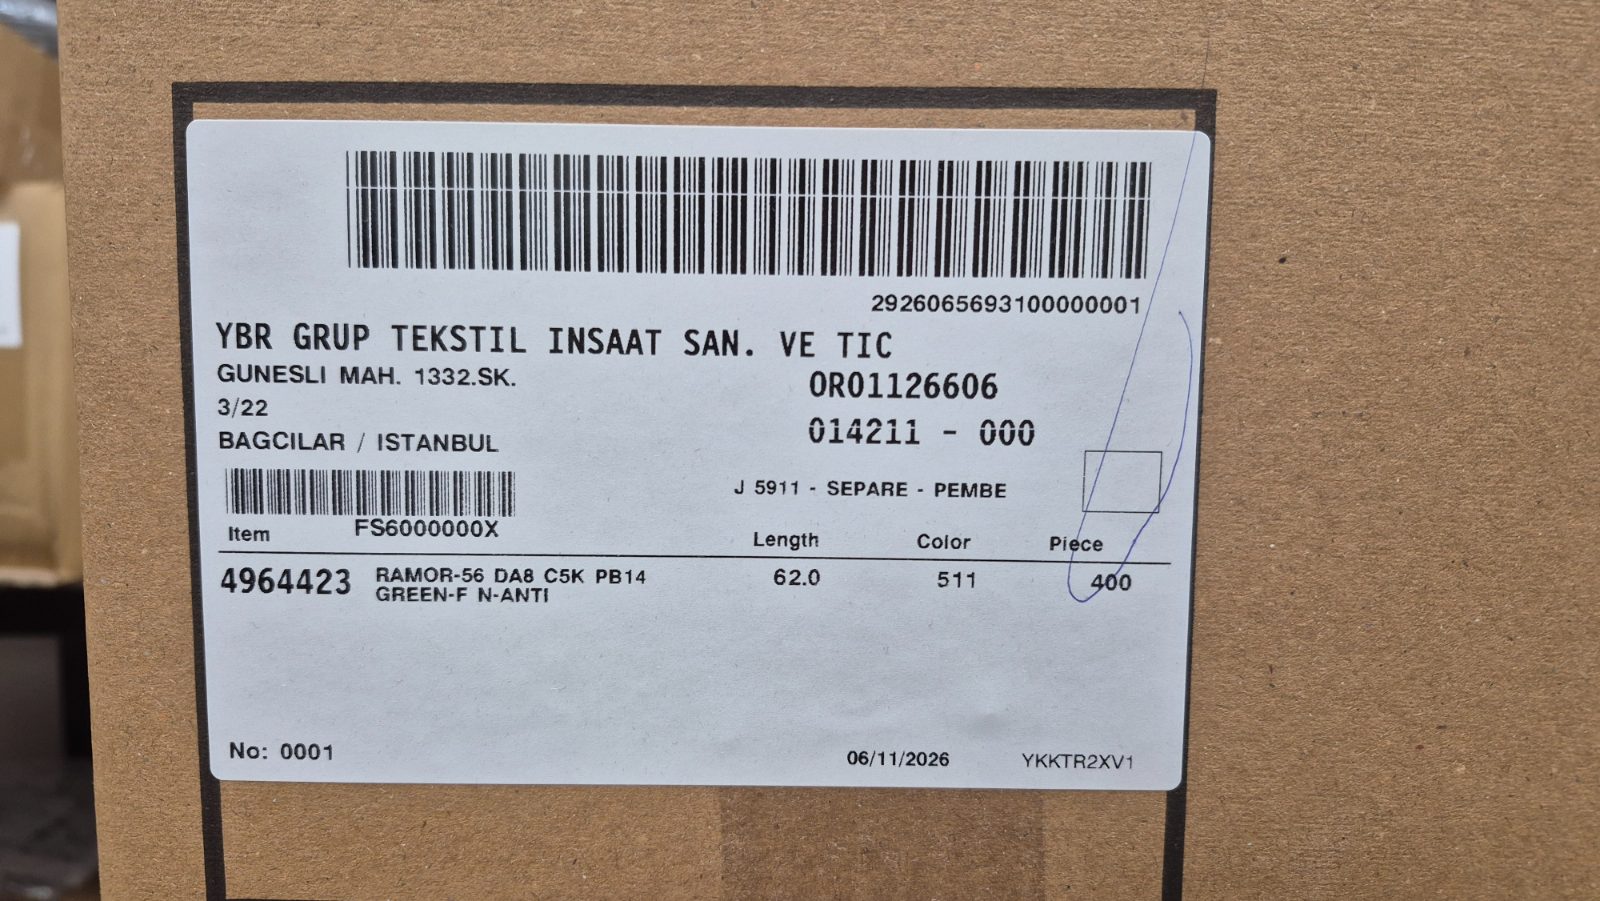 2926065693100000001
YBR GRUP TEKSTIL INSAAT SAN. VE TIC
GUNESLI MAH. 1332.SK.
3/22
BAGCILAR / ISTANBUL
OR01126606
014211 - 000
J 5911 - SEPARE - PEMBE
FS6000000X
Item Length Color Piece
4964423 RAMOR-56 DA8 C5K PB14 62.0 511 400
GREEN-F N-ANTI
No: 0001 06/11/2026 YKKTR2XV1